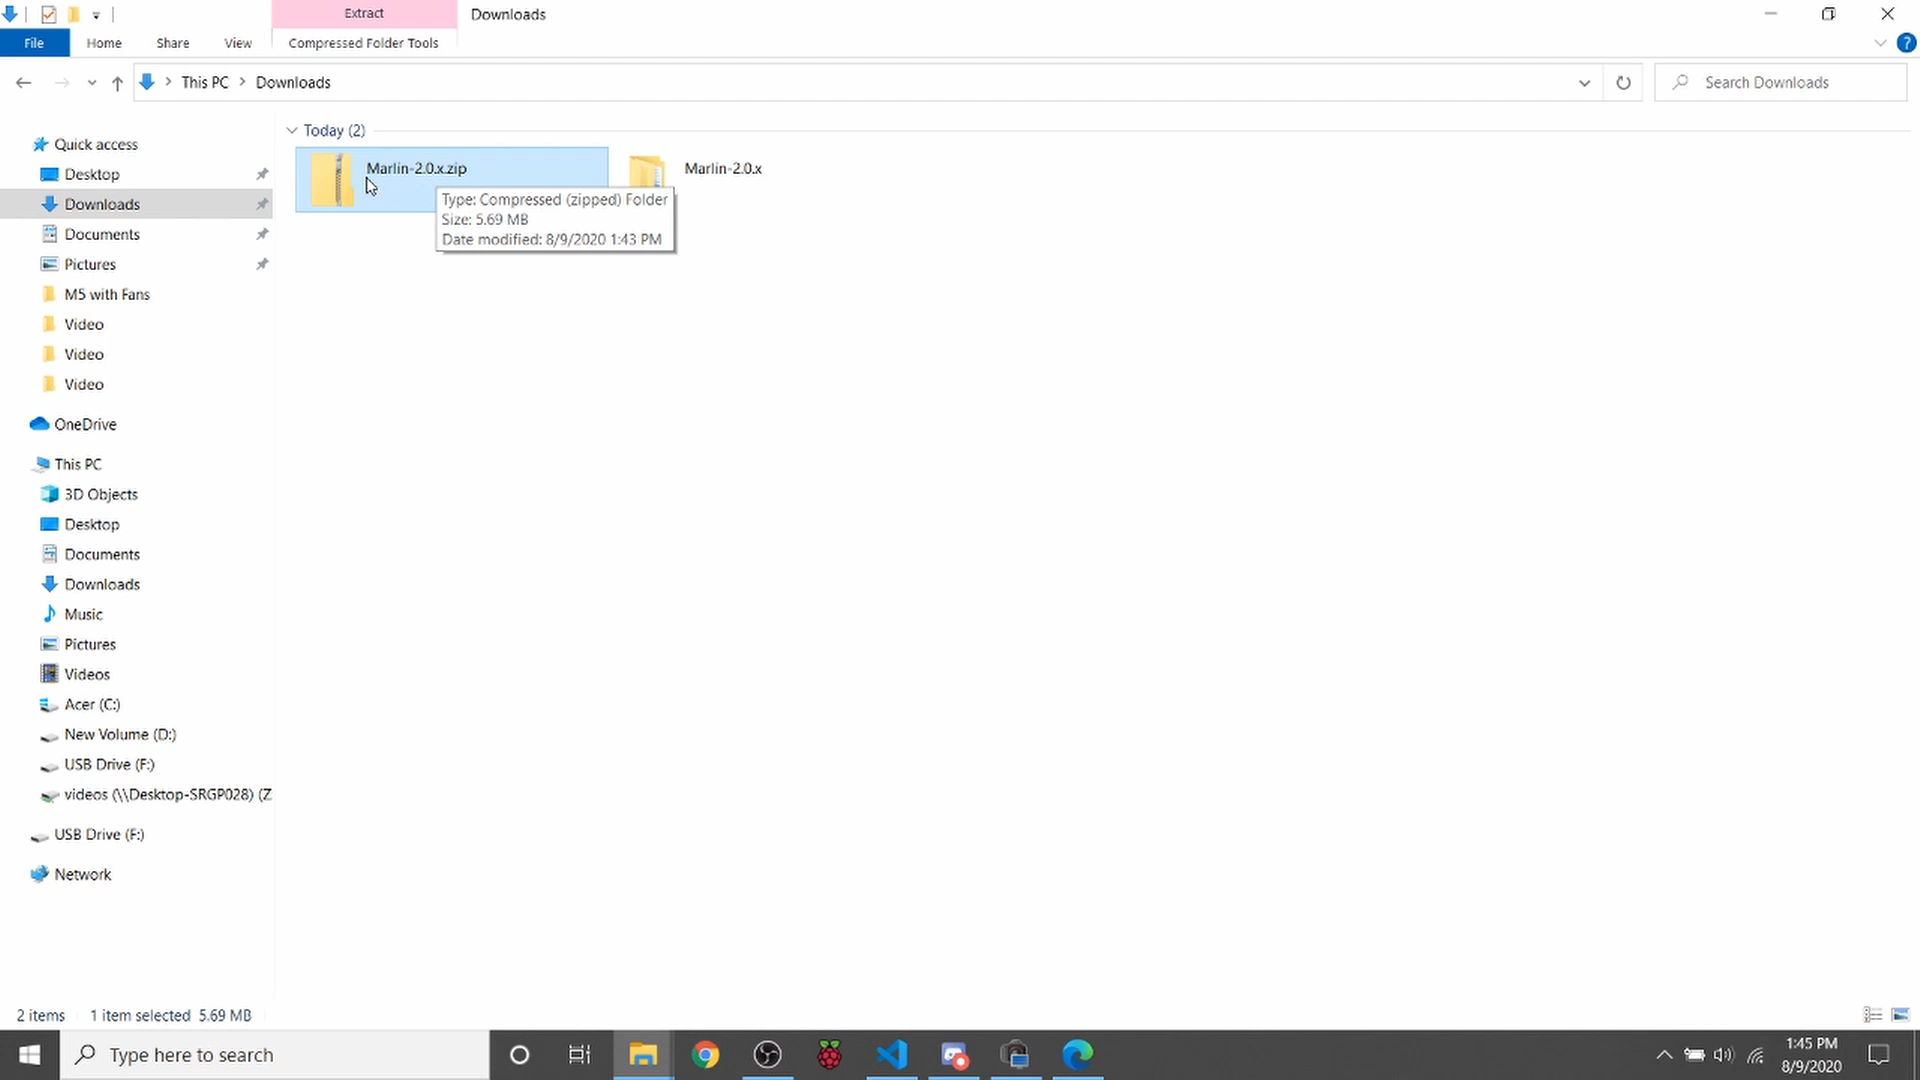 Extract
Downloads
File
Home
Share
View
Compressed Folder Tools
?
This PC > Downloads
Search Downloads
Today (2)
Marlin-2.0.x.zip
Marlin-2.0.x
Type: Compressed (zipped) Folder
Size: 5.69 MB
Date modified: 8/9/2020 1:43 PM
Quick access
Desktop
Downloads
Documents
Pictures
M5 with Fans
Video
Video
Video
OneDrive
This PC
3D Objects
Desktop
Documents
Downloads
Music
Pictures
Videos
Acer (C:)
New Volume (D:)
USB Drive (F:)
videos (\\Desktop-SRGP028) (Z
USB Drive (F:)
Network
2 items
1 item selected 5.69 MB
Type here to search
1:45 PM
8/9/2020